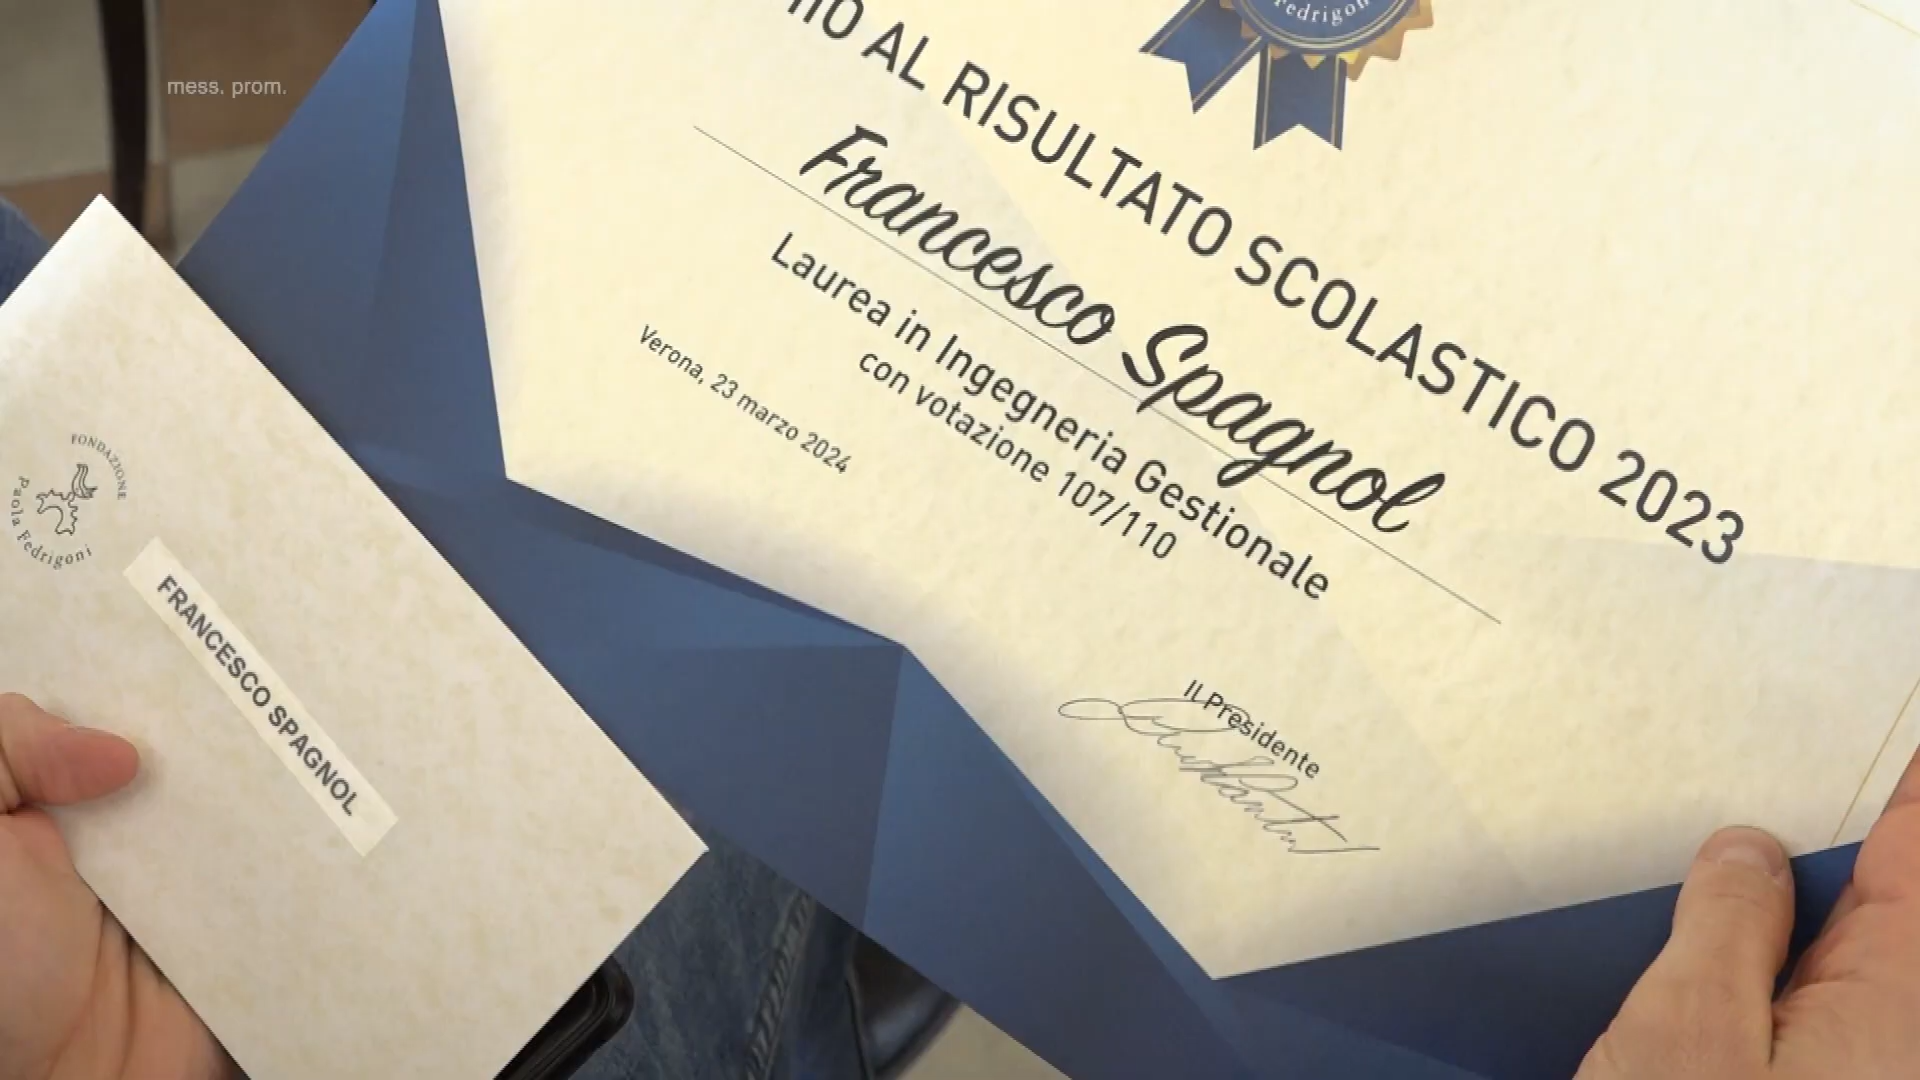 mess. prom.
Fedrigon
AL RISULTATO SCOLASTICO 2023
Francesco Spagnol
Laurea in Ingegneria Gestionale
con votazione 107/110
Verona, 23 marzo 2024
Il Presidente
FONDAZIONE
Paola Fedrigoni
FRANCESCO SPAGNOL